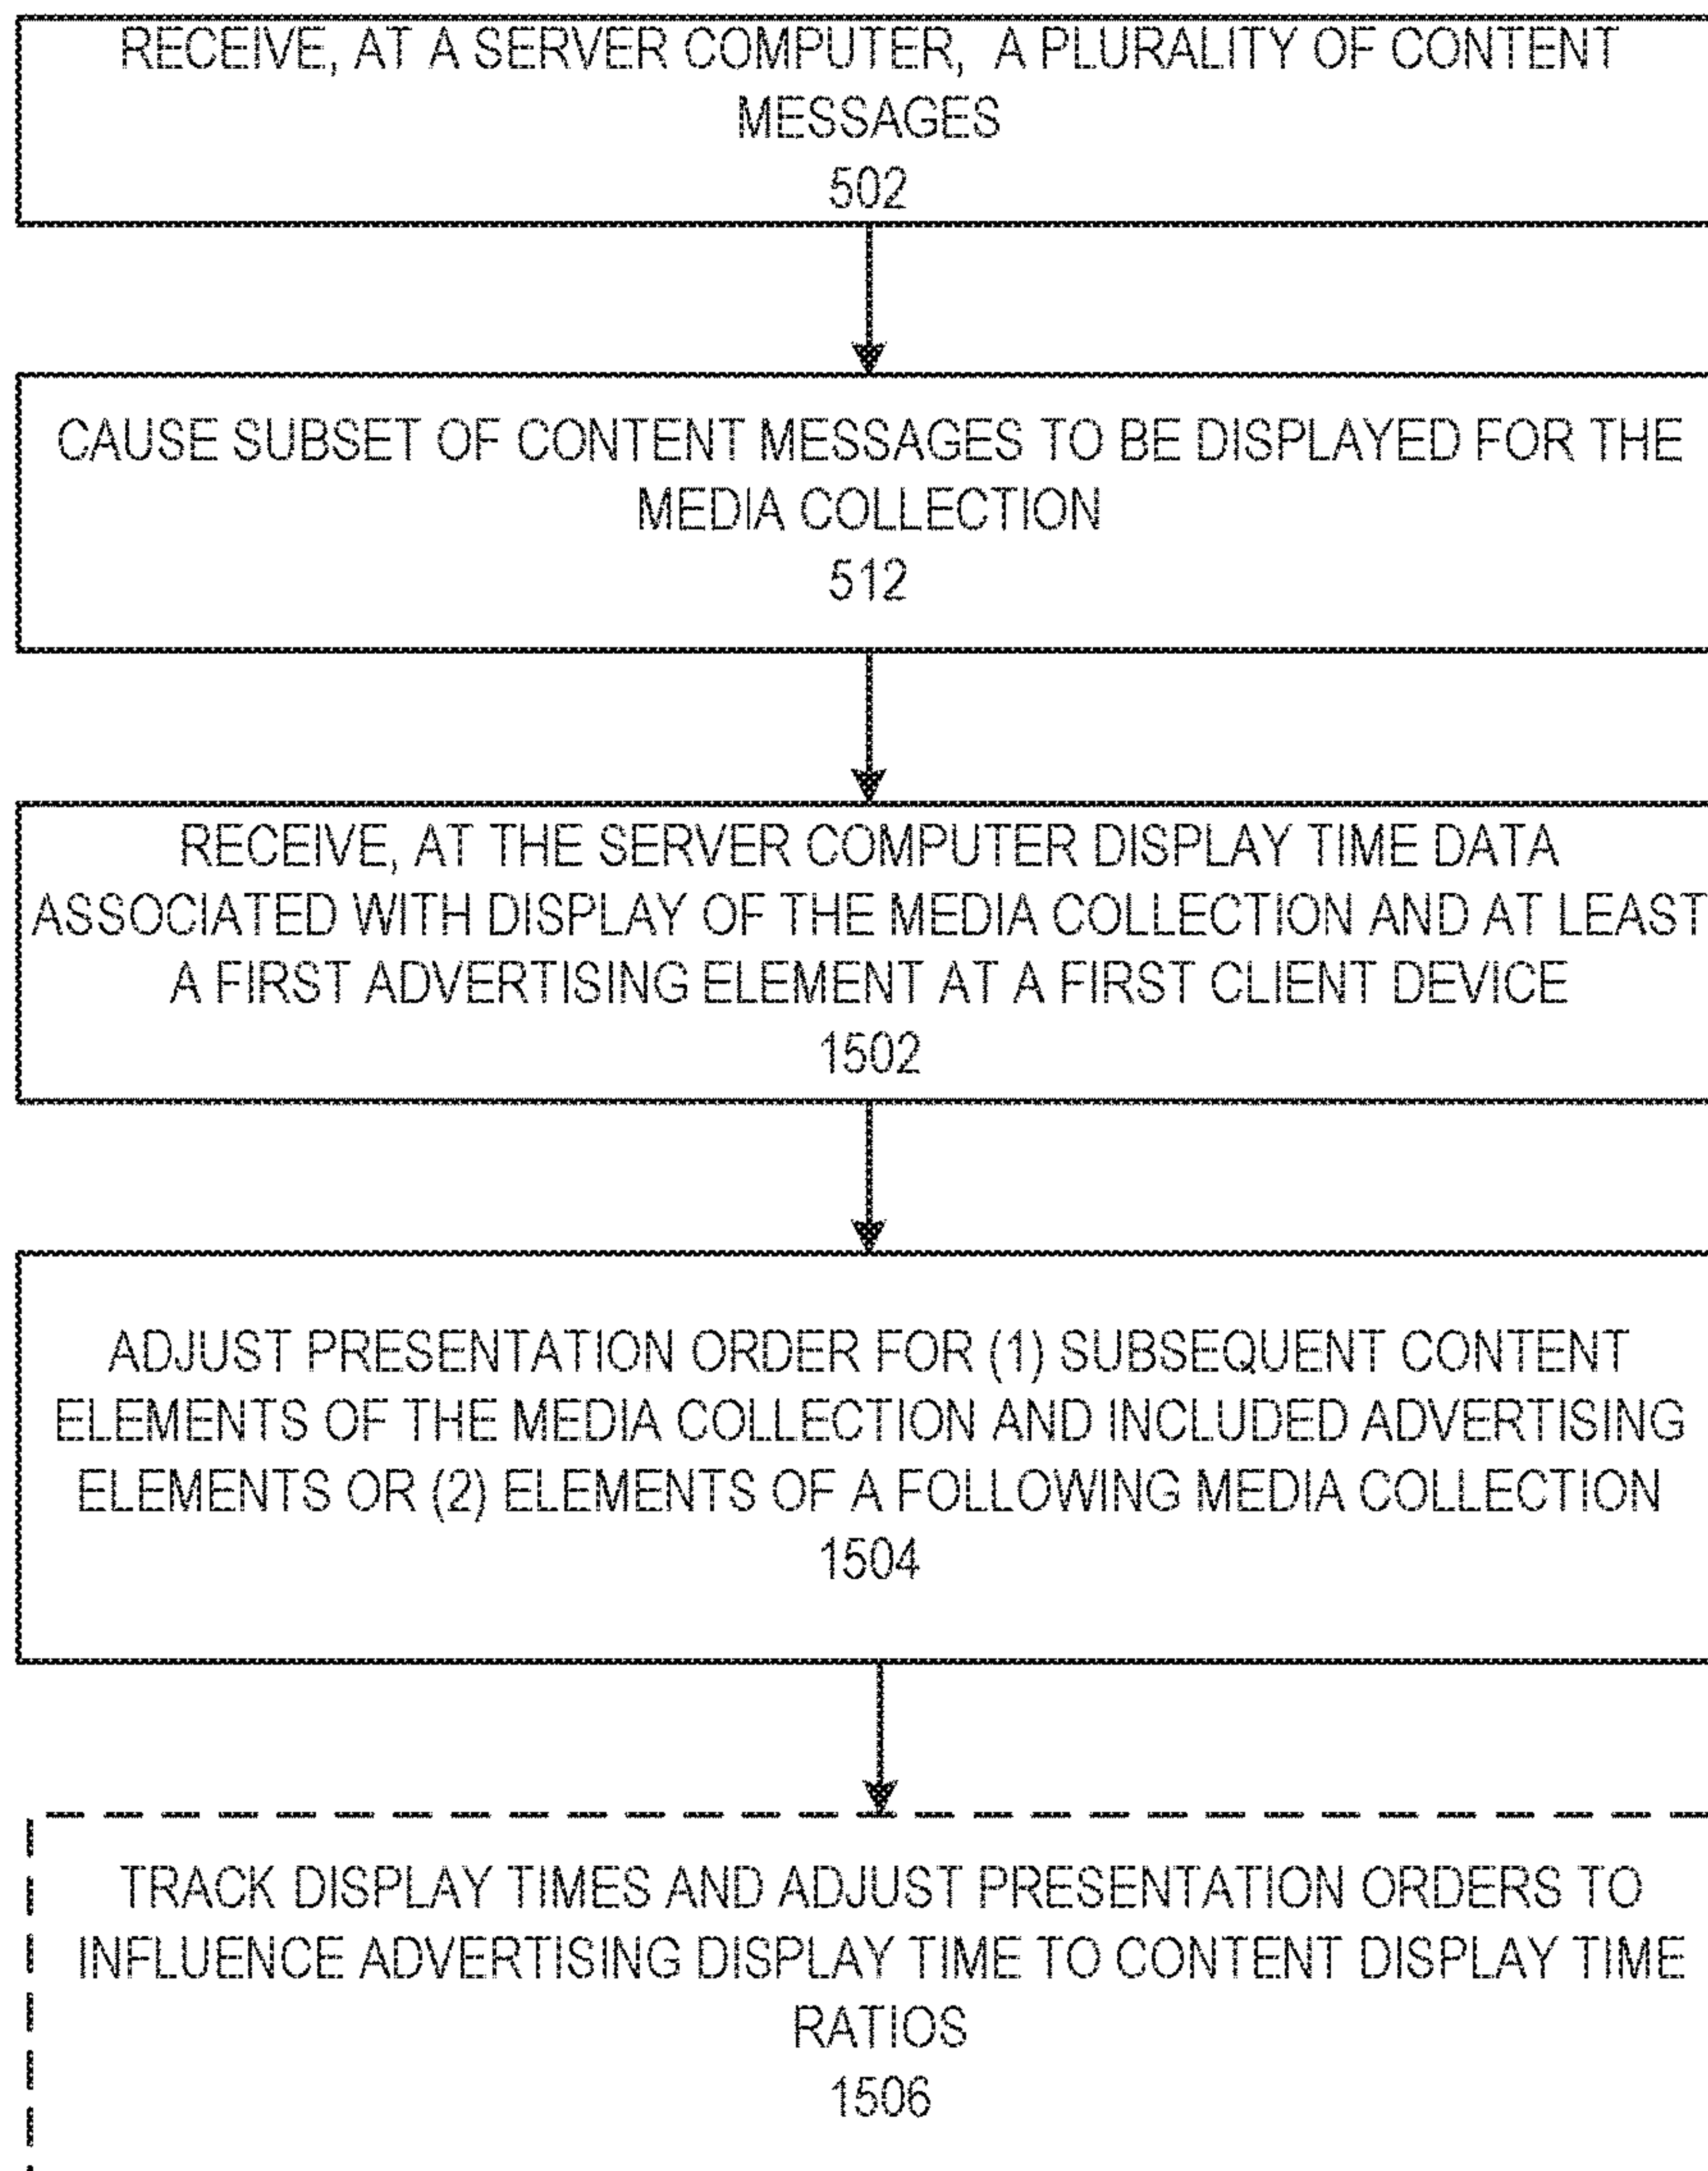 RECEIVE, AT A SERVER COMPUTER, A PLURALITY OF CONTENT
MESSAGES
502
CAUSE SUBSET OF CONTENT MESSAGES TO BE DISPLAYED FOR THE
MEDIA COLLECTION
512
RECEIVE, AT THE SERVER COMPUTER DISPLAY TIME DATA
ASSOCIATED WITH DISPLAY OF THE MEDIA COLLECTION AND AT LEAST
A FIRST ADVERTISING ELEMENT AT A FIRST CLIENT DEVICE
1502
ADJUST PRESENTATION ORDER FOR (1) SUBSEQUENT CONTENT
ELEMENTS OF THE MEDIA COLLECTION AND INCLUDED ADVERTISING
ELEMENTS OR (2) ELEMENTS OF A FOLLOWING MEDIA COLLECTION
1504
TRACK DISPLAY TIMES AND ADJUST PRESENTATION ORDERS TO
INFLUENCE ADVERTISING DISPLAY TIME TO CONTENT DISPLAY TIME
RATIOS
1506